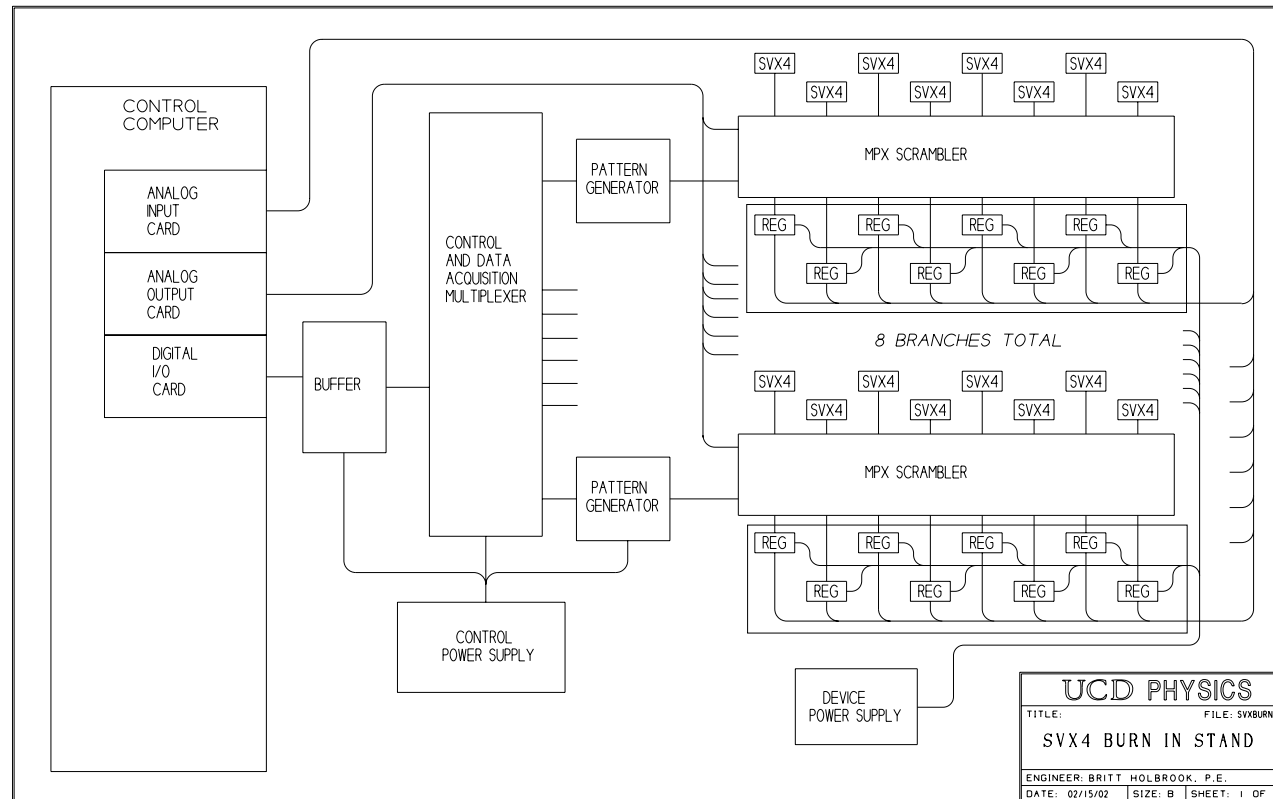 CONTROL
COMPUTER
ANALOG
INPUT
CARD
ANALOG
OUTPUT
CARD
DIGITAL
I/O
CARD
BUFFER
CONTROL
AND DATA
ACQUISITION
MULTIPLEXER
PATTERN
GENERATOR
PATTERN
GENERATOR
CONTROL
POWER SUPPLY
SVX4 SVX4 SVX4 SVX4
SVX4 SVX4 SVX4 SVX4
MPX SCRAMBLER
REG REG REG REG
REG REG REG REG
8 BRANCHES TOTAL
SVX4 SVX4 SVX4 SVX4
SVX4 SVX4 SVX4 SVX4
MPX SCRAMBLER
REG REG REG REG
REG REG REG REG
DEVICE
POWER SUPPLY
UCD PHYSICS
TITLE: FILE: SVXBURN
SVX4 BURN IN STAND
ENGINEER: BRITT HOLBROOK, P.E.
DATE: 02/15/02 SIZE: B SHEET: 1 OF